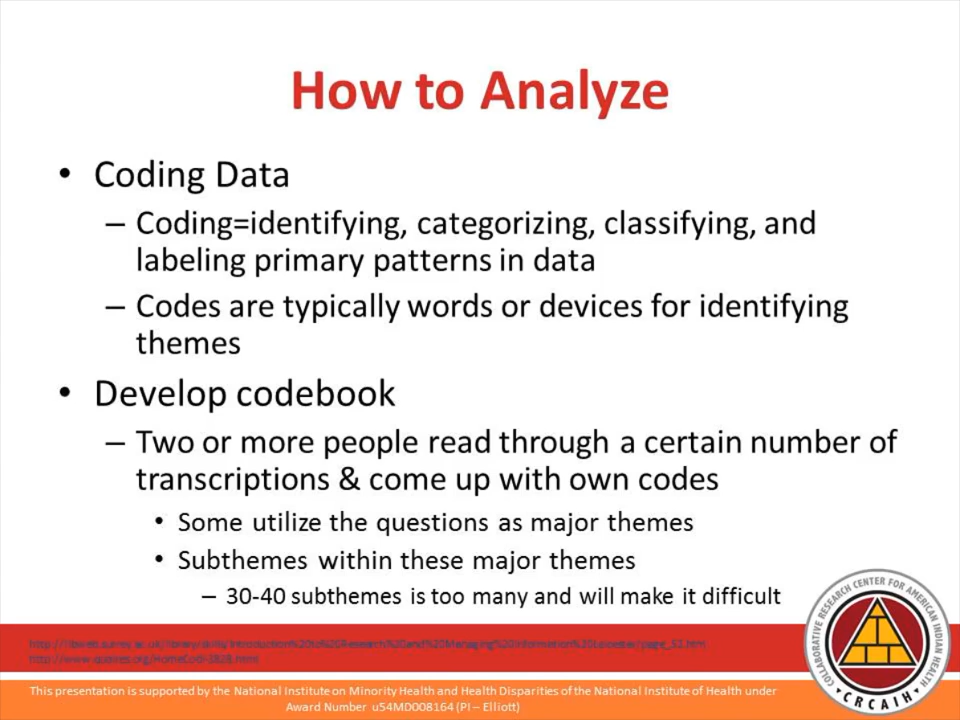 How to Analyze
• Coding Data
– Coding=identifying, categorizing, classifying, and
labeling primary patterns in data
– Codes are typically words or devices for identifying
themes
• Develop codebook
– Two or more people read through a certain number of
transcriptions & come up with own codes
• Some utilize the questions as major themes
• Subthemes within these major themes
– 30-40 subthemes is too many and will make it difficult
This presentation is supported by the National Institute on Minority Health and Health Disparities of the National Institute of Health under
Award Number u54MD008164 (PI -- Elliott)
COLLABORATIVE RESEARCH CENTER FOR AMERICAN INDIAN HEALTH
• CRCAIH •